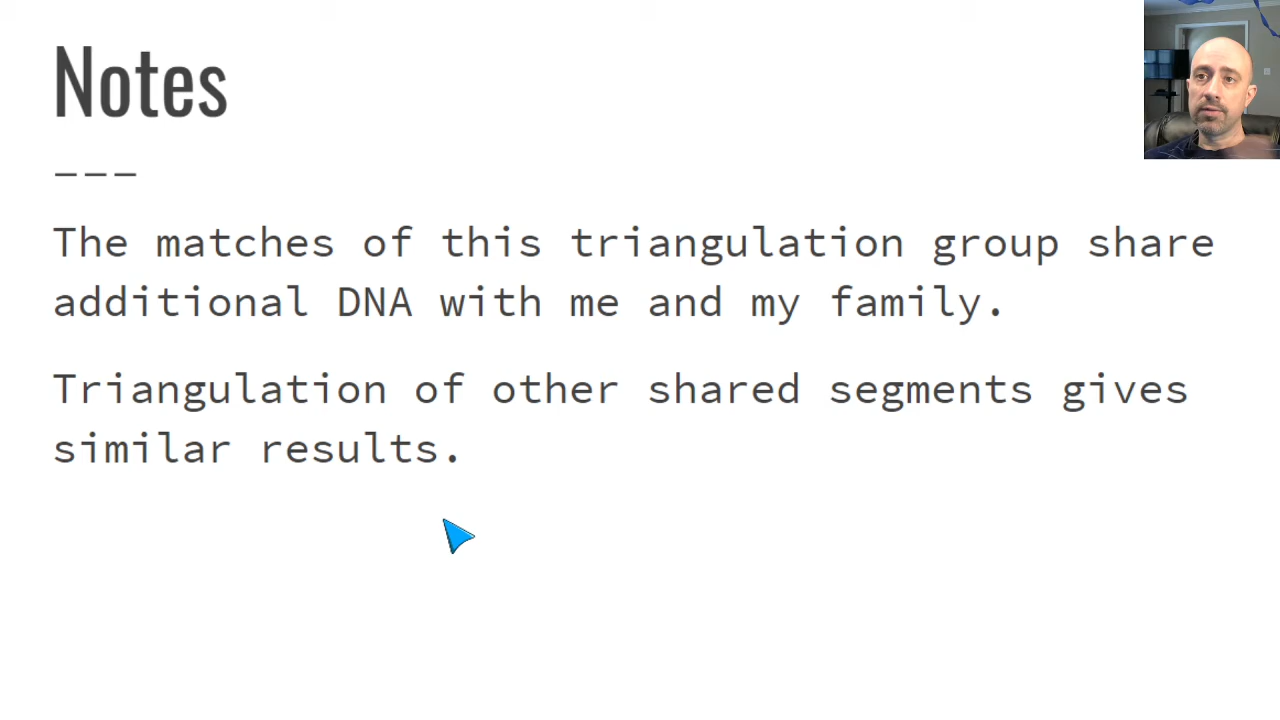 Notes
---
The matches of this triangulation group share
additional DNA with me and my family.
Triangulation of other shared segments gives
similar results.